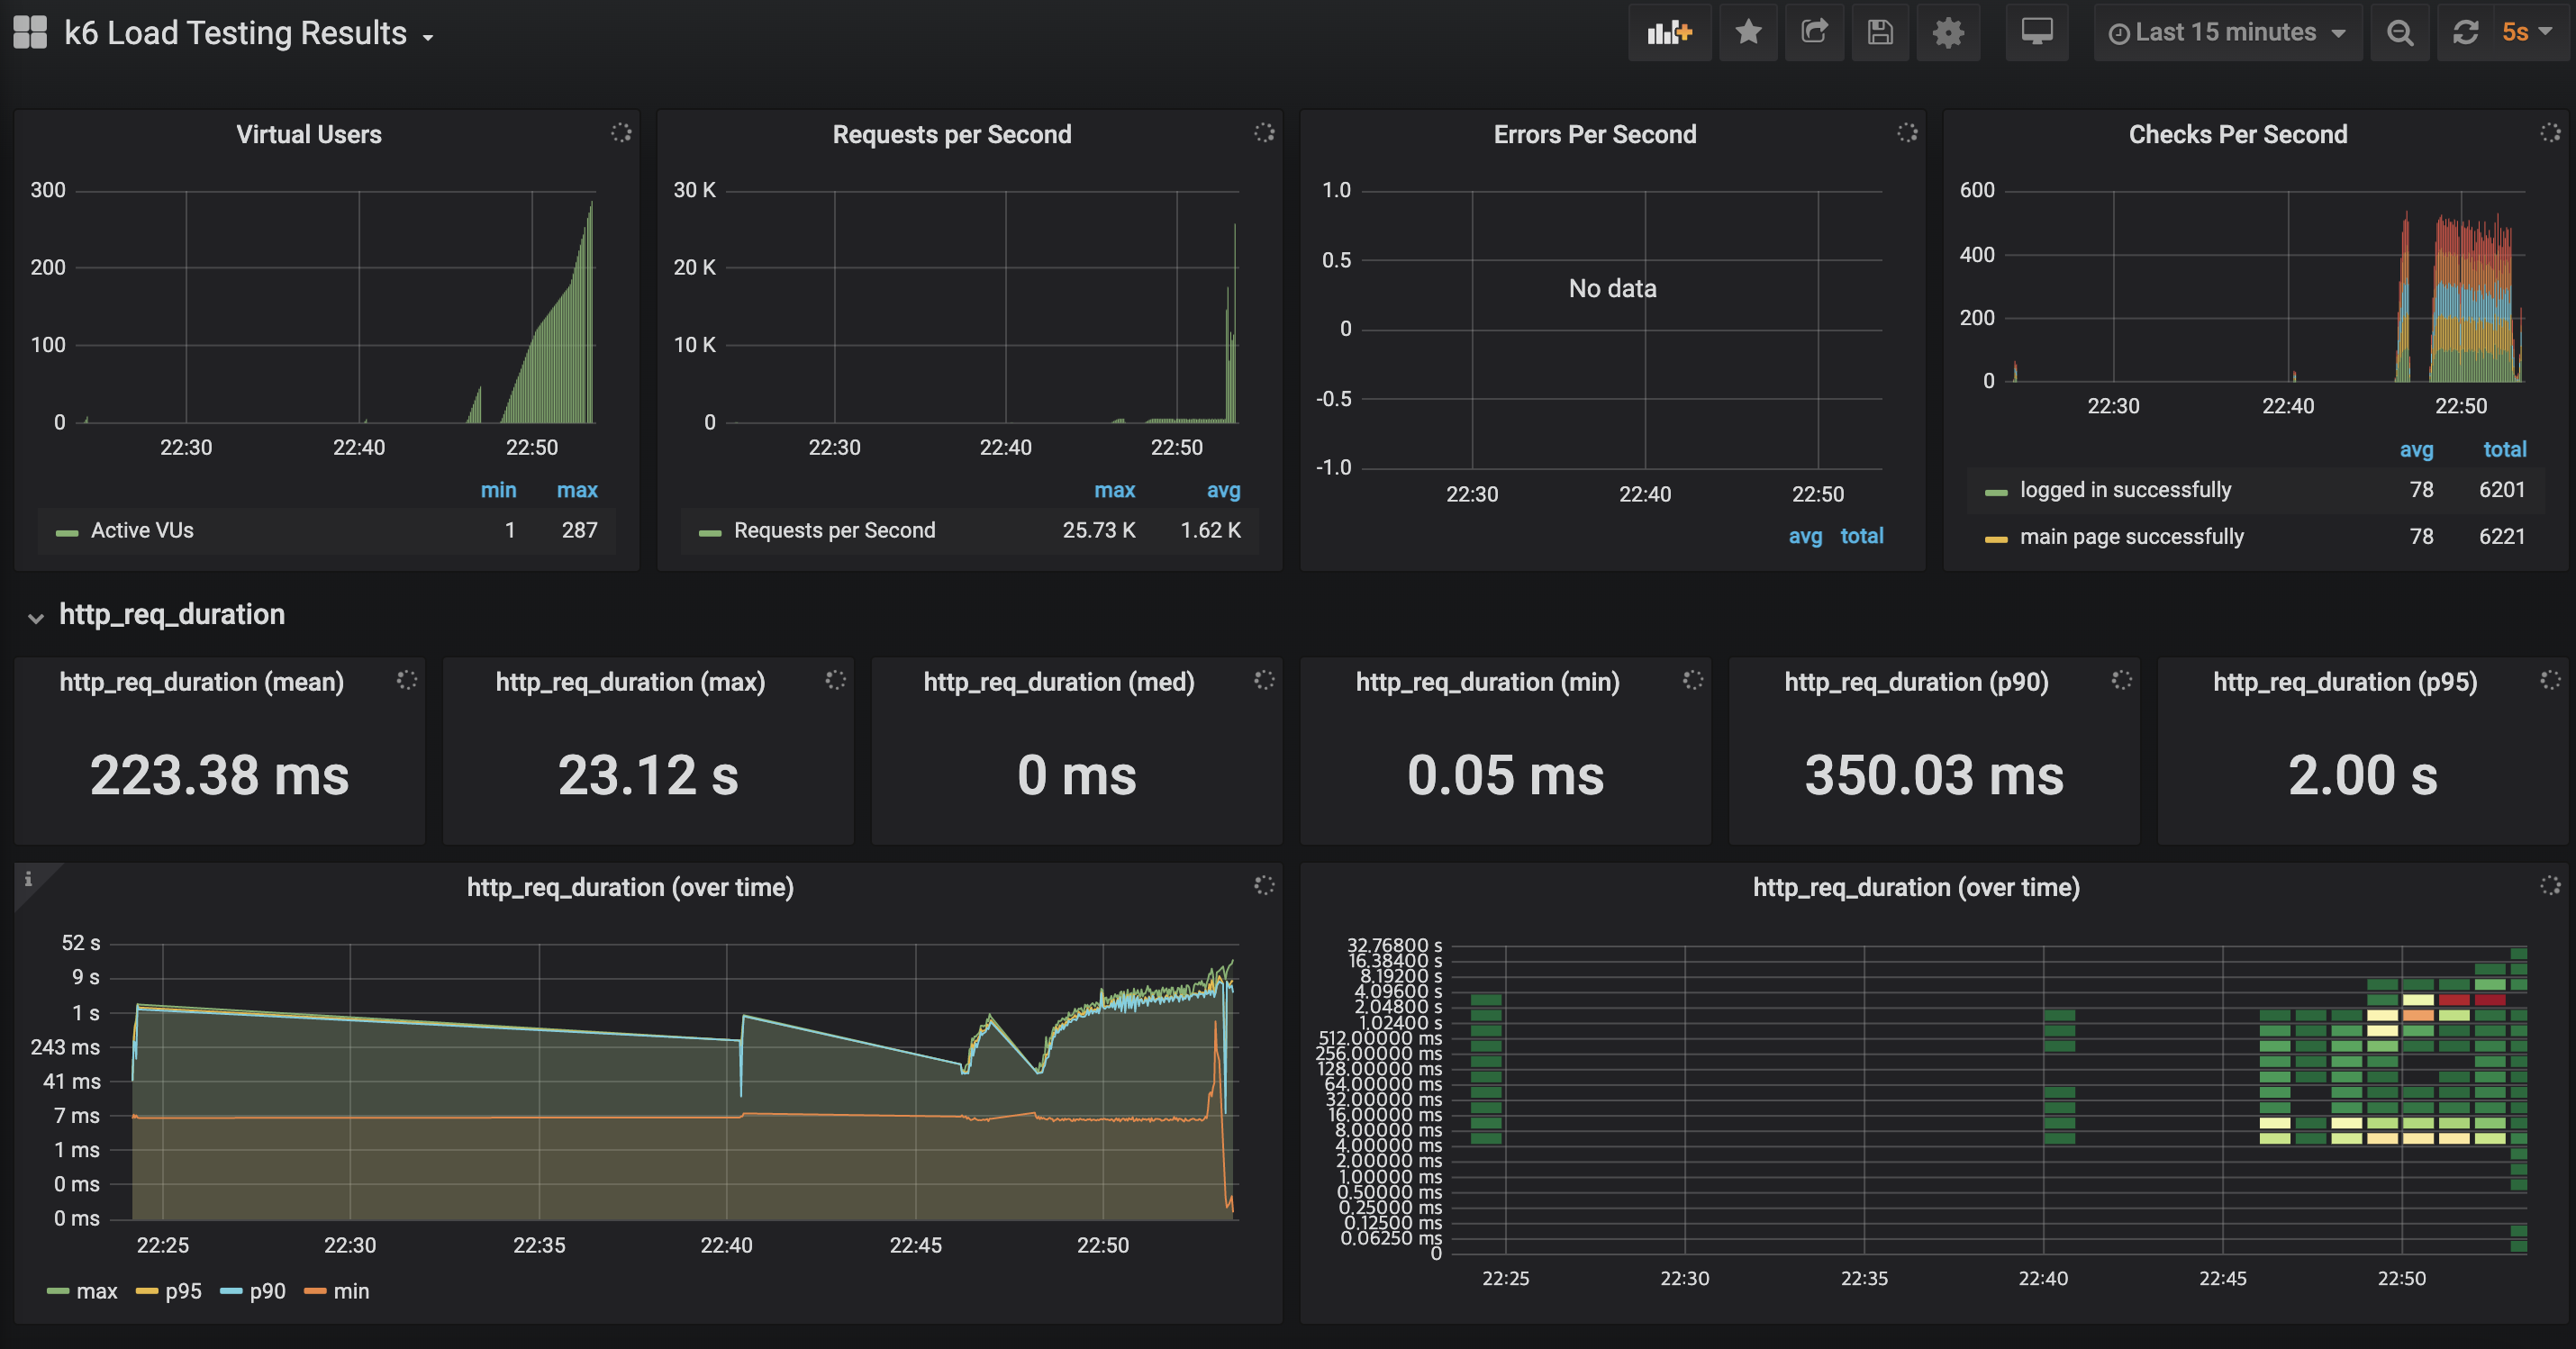 k6 Load Testing Results
Last 15 minutes
5s
Virtual Users
300
200
100
0
22:30 22:40 22:50
min max
Active VUs 1 287
Requests per Second
30 K
20 K
10 K
0
22:30 22:40 22:50
max avg
Requests per Second 25.73 K 1.62 K
Errors Per Second
1.0
0.5
0
-0.5
-1.0
No data
22:30 22:40 22:50
avg total
Checks Per Second
600
400
200
0
22:30 22:40 22:50
avg total
logged in successfully 78 6201
main page successfully 78 6221
http_req_duration
http_req_duration (mean)
223.38 ms
http_req_duration (max)
23.12 s
http_req_duration (med)
0 ms
http_req_duration (min)
0.05 ms
http_req_duration (p90)
350.03 ms
http_req_duration (p95)
2.00 s
i
http_req_duration (over time)
52 s
9 s
1 s
243 ms
41 ms
7 ms
1 ms
0 ms
0 ms
22:25 22:30 22:35 22:40 22:45 22:50
max p95 p90 min
http_req_duration (over time)
32.76800 s
16.38400 s
8.19200 s
4.09600 s
2.04800 s
1.02400 s
512.00000 ms
256.00000 ms
128.00000 ms
64.00000 ms
32.00000 ms
16.00000 ms
8.00000 ms
4.00000 ms
2.00000 ms
1.00000 ms
0.50000 ms
0.25000 ms
0.12500 ms
0.06250 ms
0
22:25 22:30 22:35 22:40 22:45 22:50